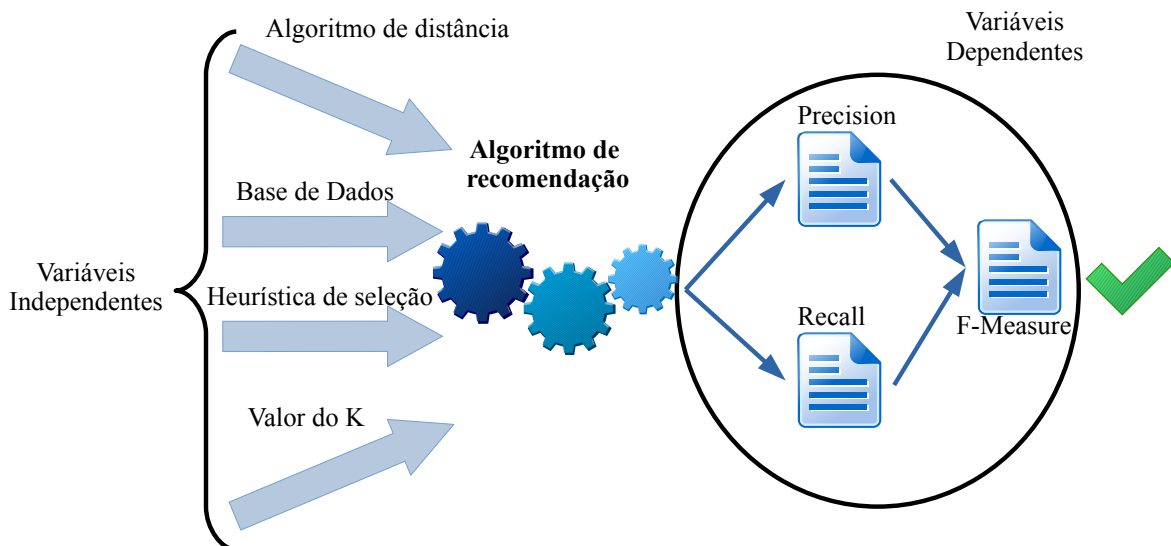 Algoritmo de distância
Base de Dados
Variáveis
Independentes
Heurística de seleção
Valor do K
Algoritmo de
recomendação
Variáveis
Dependentes
Precision
Recall
F-Measure